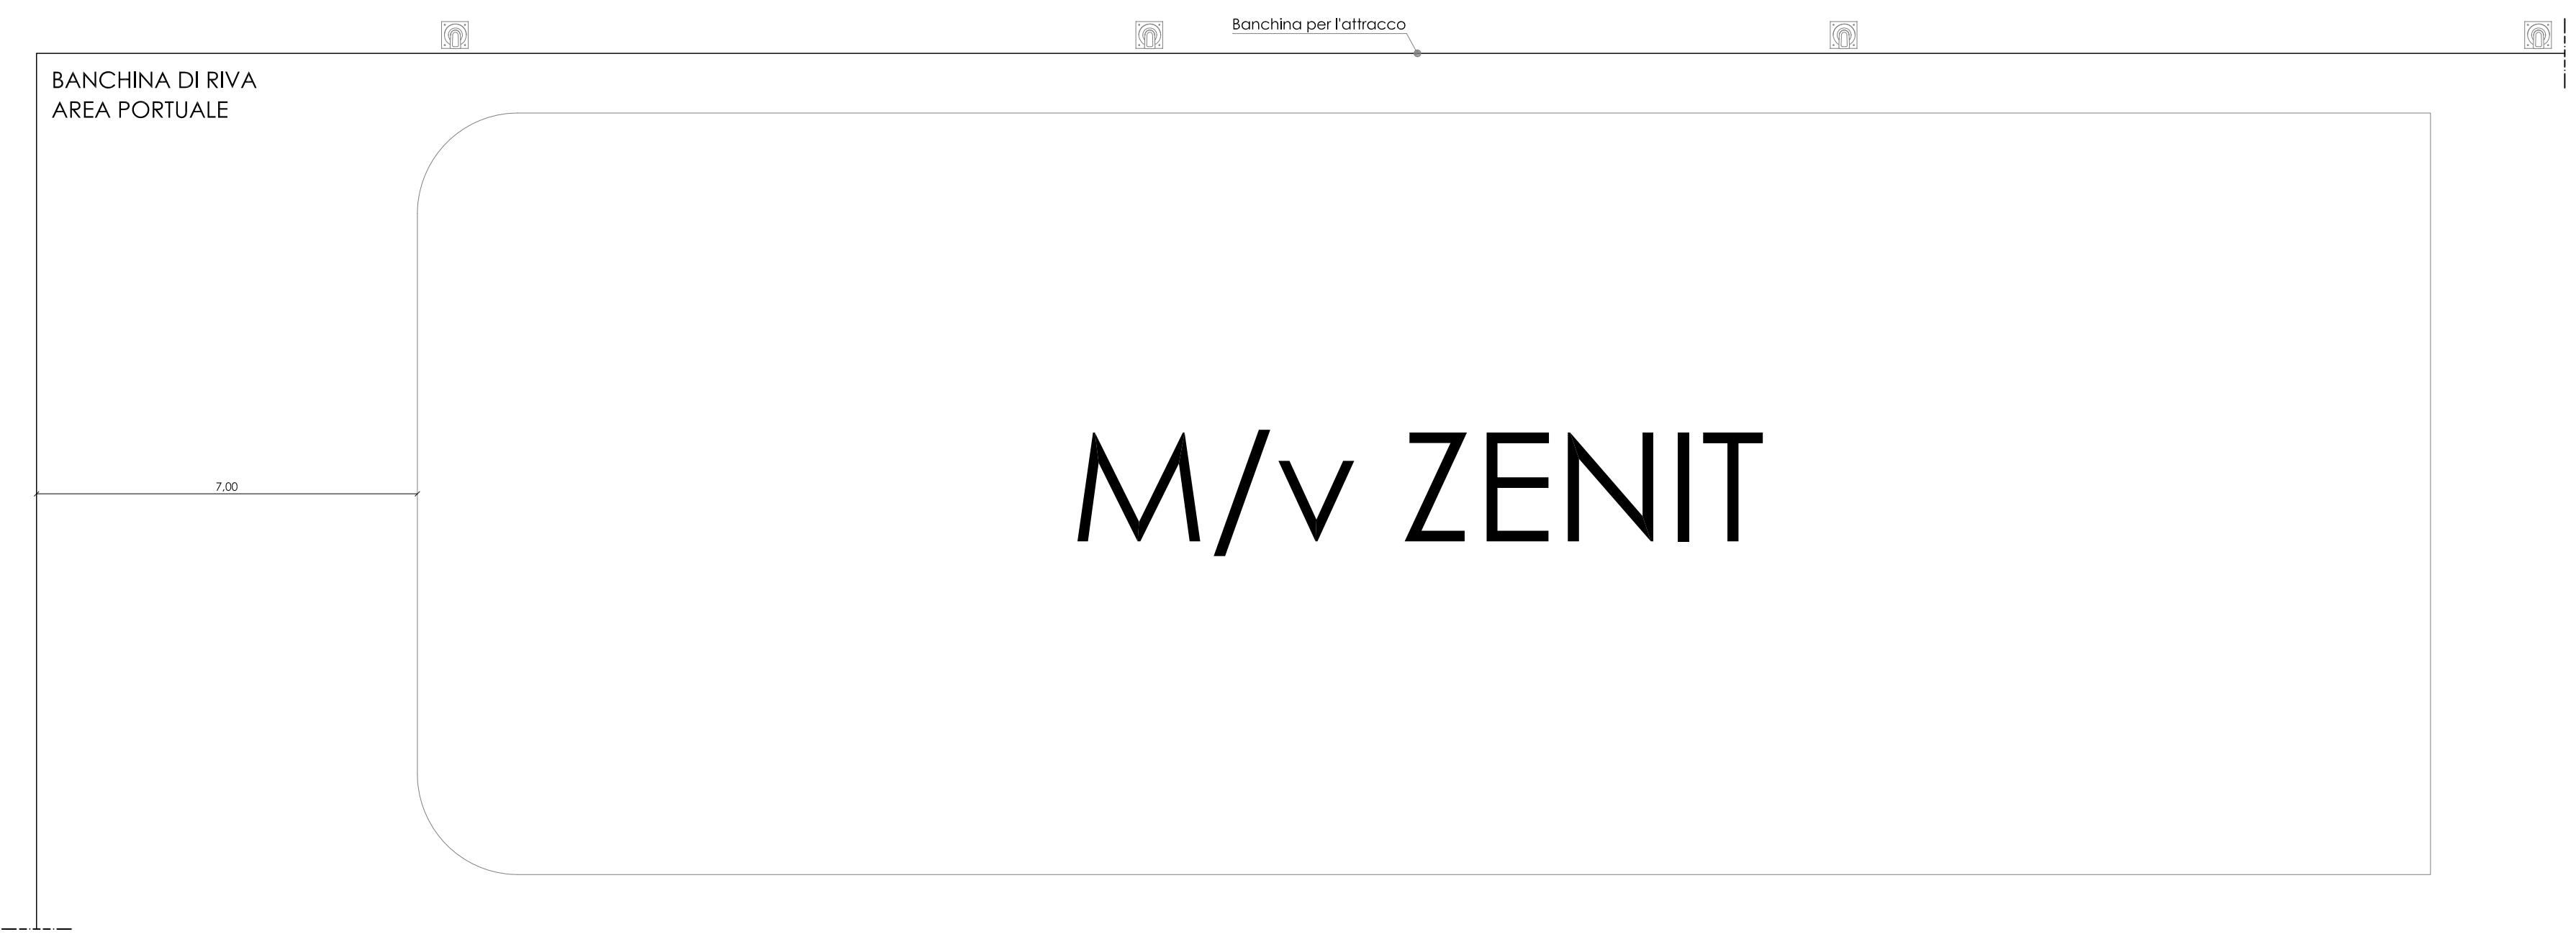 Banchina per l'attracco
BANCHINA DI RIVA
AREA PORTUALE
M/v ZENIT
7,00